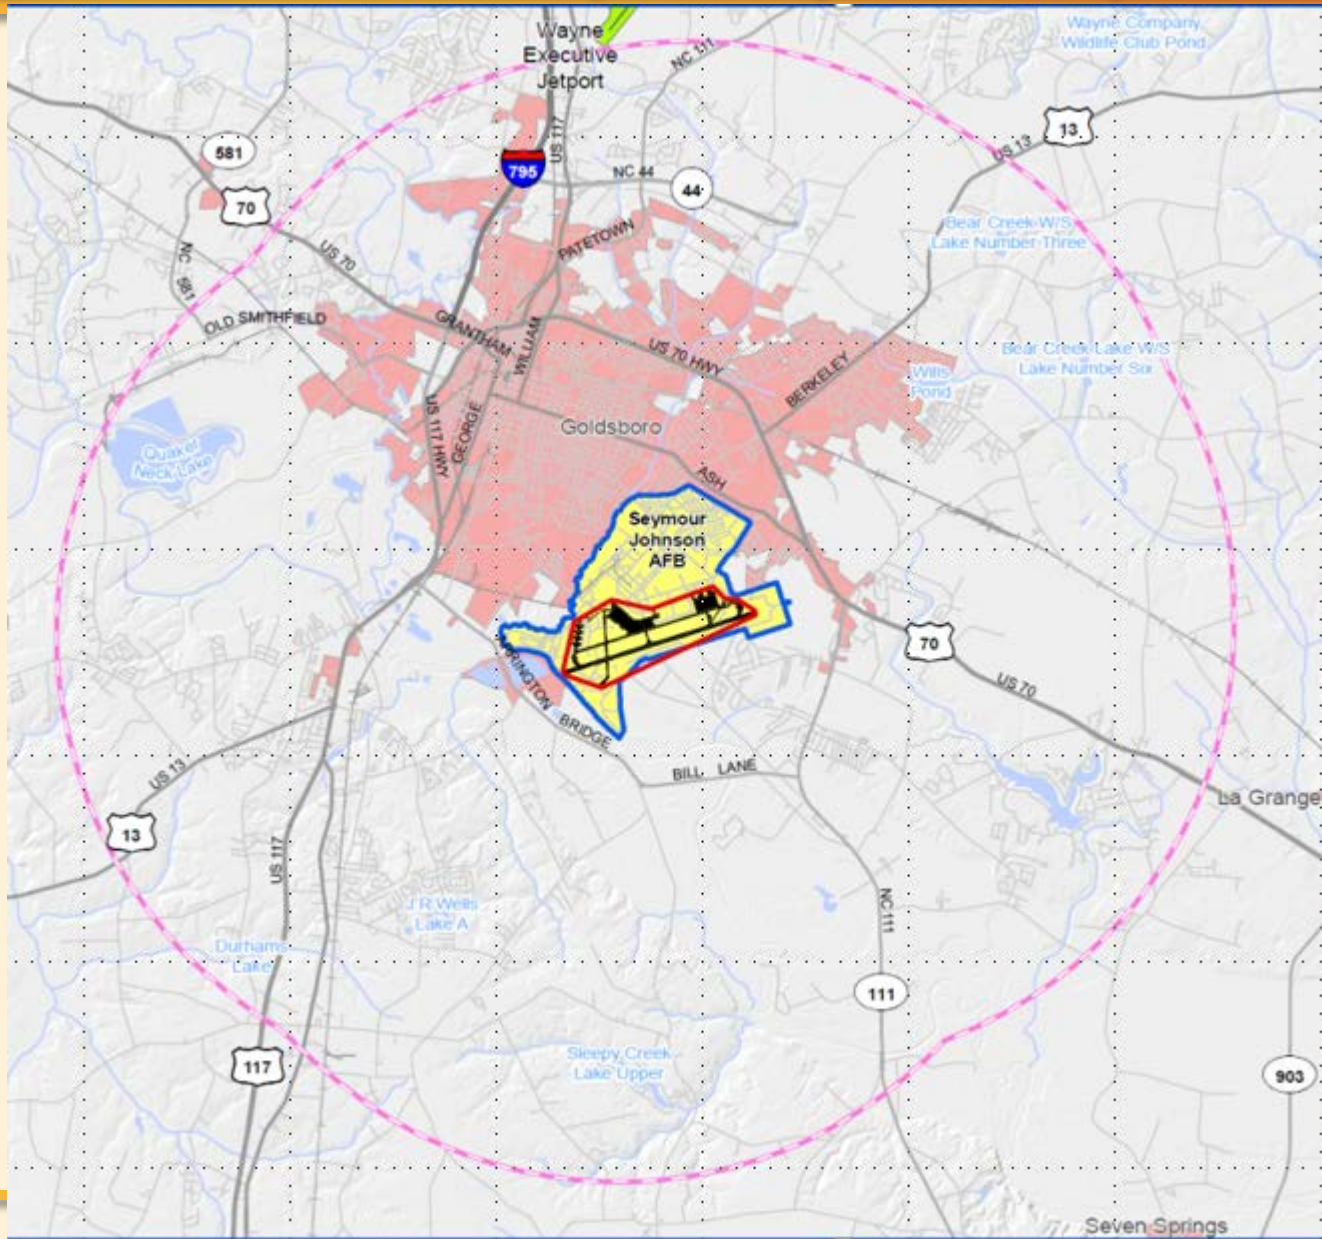 Wayne
Executive
Jetport
Wayne Company
Wildlife Club Pond
NC 111
US 117
13
US 13
581
795
NC 44
44
70
US 70
NC 581
PATETOWN
Bear Creek W/S
Lake Number Three
OLD SMITHFIELD
GRANTHAM
WILLIAM
US 70 HWY
BERKELEY
Bear Creek Lake W/S
Lake Number Six
Wills
Pond
US 117 HWY
GEORGE
Goldsboro
Quaker
Neck Lake
ASH
Seymour
Johnson
AFB
70
US 70
BRIDGE
BILL LANE
US 13
13
La Grange
US 117
J R Wells
Lake A
NC 111
Durhams
Lake
111
117
Sleepy Creek
Lake Upper
903
Seven Springs